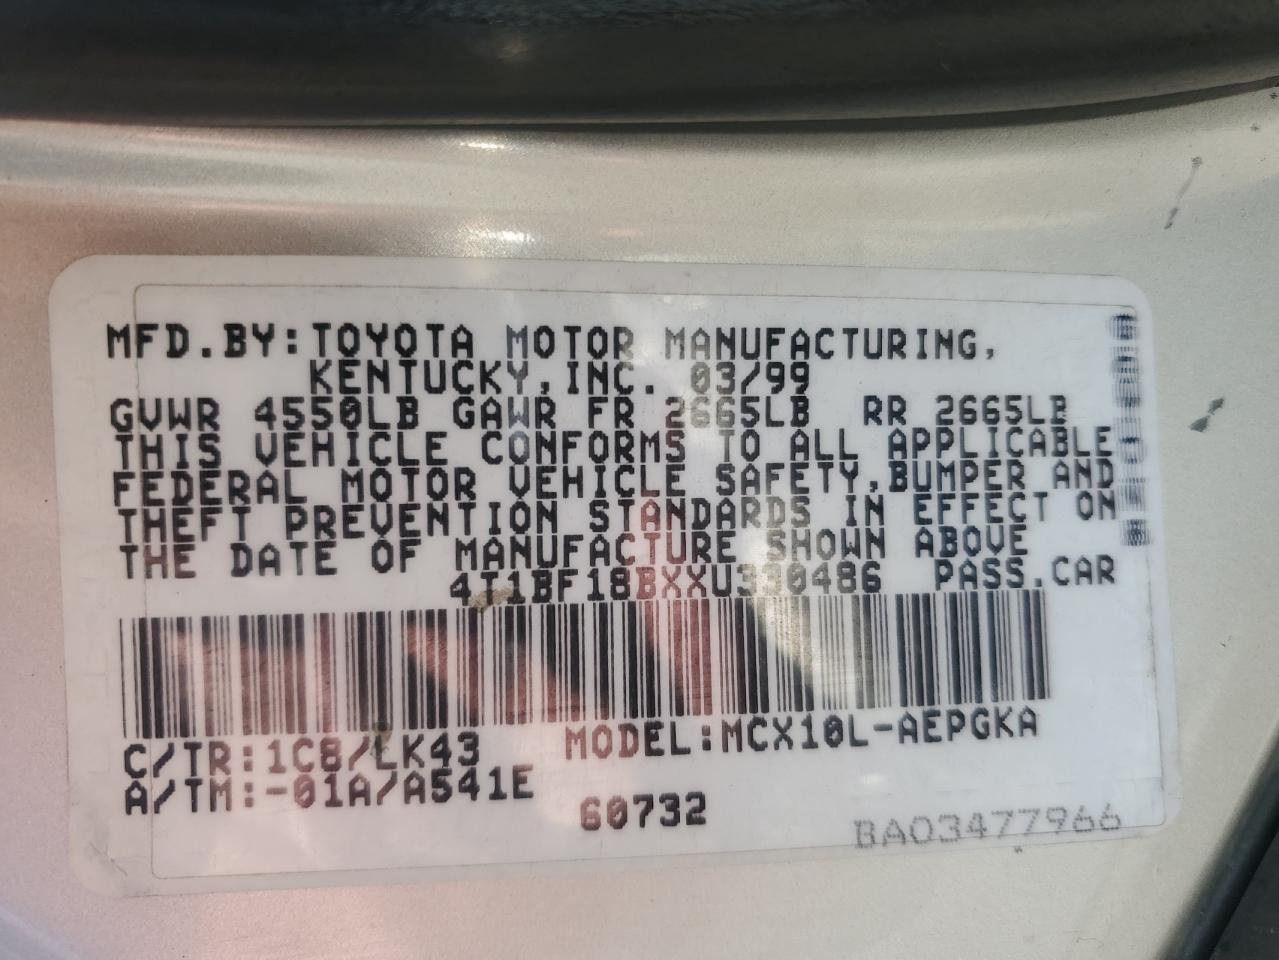 MFD.BY:TOYOTA MOTOR MANUFACTURING,
KENTUCKY,INC. 03/99
GVWR 4550LB GAWR FR 2665LB RR 2665LB
THIS VEHICLE CONFORMS TO ALL APPLICABLE
FEDERAL MOTOR VEHICLE SAFETY,BUMPER AND
THEFT PREVENTION STANDARDS IN EFFECT ON
THE DATE OF MANUFACTURE SHOWN ABOVE
4T1BF18BXXU330486 PASS.CAR
C/TR:1C8/LK43 MODEL:MCX10L-AEPGKA
A/TM:-01A/A541E
60732
BA03477966